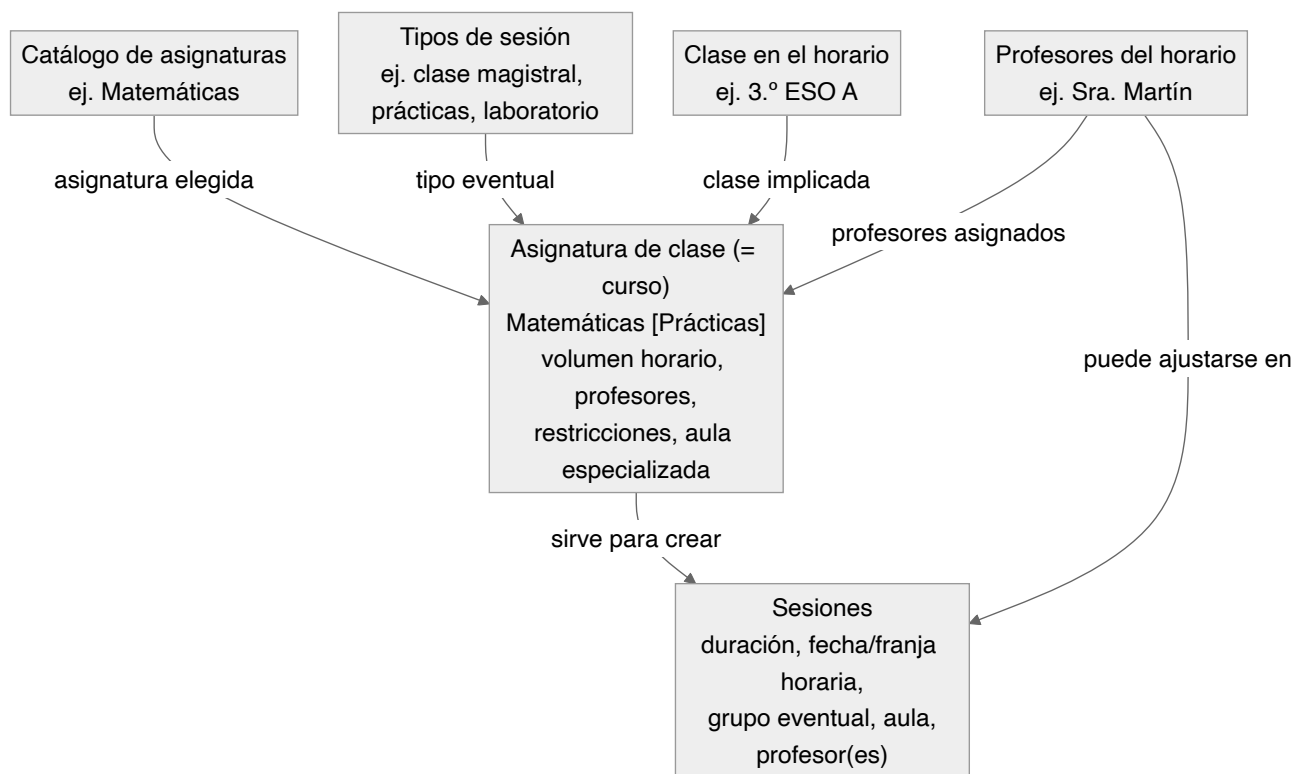 Catálogo de asignaturas
ej. Matemáticas
Tipos de sesión
ej. clase magistral,
prácticas, laboratorio
Clase en el horario
ej. 3.º ESO A
Profesores del horario
ej. Sra. Martín
asignatura elegida
tipo eventual
clase implicada
profesores asignados
Asignatura de clase (=
curso)
Matemáticas [Prácticas]
volumen horario,
profesores,
restricciones, aula
especializada
puede ajustarse en
sirve para crear
Sesiones
duración, fecha/franja
horaria,
grupo eventual, aula,
profesor(es)